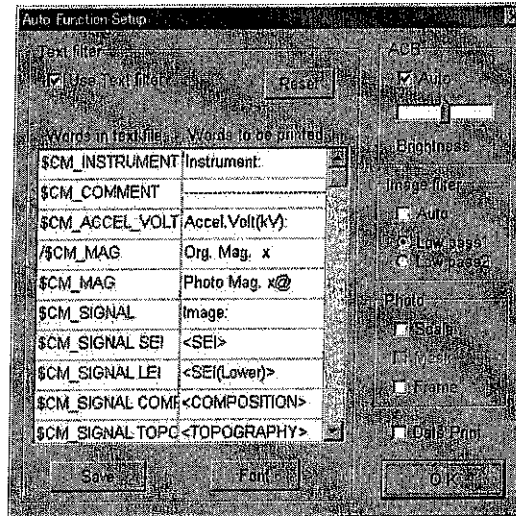 Auto Function Setup
Text filter
Use Text filter
Reset
Words in text file
Words to be printed
$CM_INSTRUMENT Instrument:
$CM_COMMENT --------------------
$CM_ACCEL_VOLT Accel.Volt(kV):
/$CM_MAG Org. Mag. x
$CM_MAG Photo Mag. x@
$CM_SIGNAL Image:
$CM_SIGNAL SEI <SEI>
$CM_SIGNAL LEI <SEI(Lower)>
$CM_SIGNAL COMF <COMPOSITION>
$CM_SIGNAL TOPC <TOPOGRAPHY>
Save
Font
ACB
Auto
Brightness
Image filter
Auto
Low pass1
Low pass2
Photo
Scale
Frame
Data Print
OK